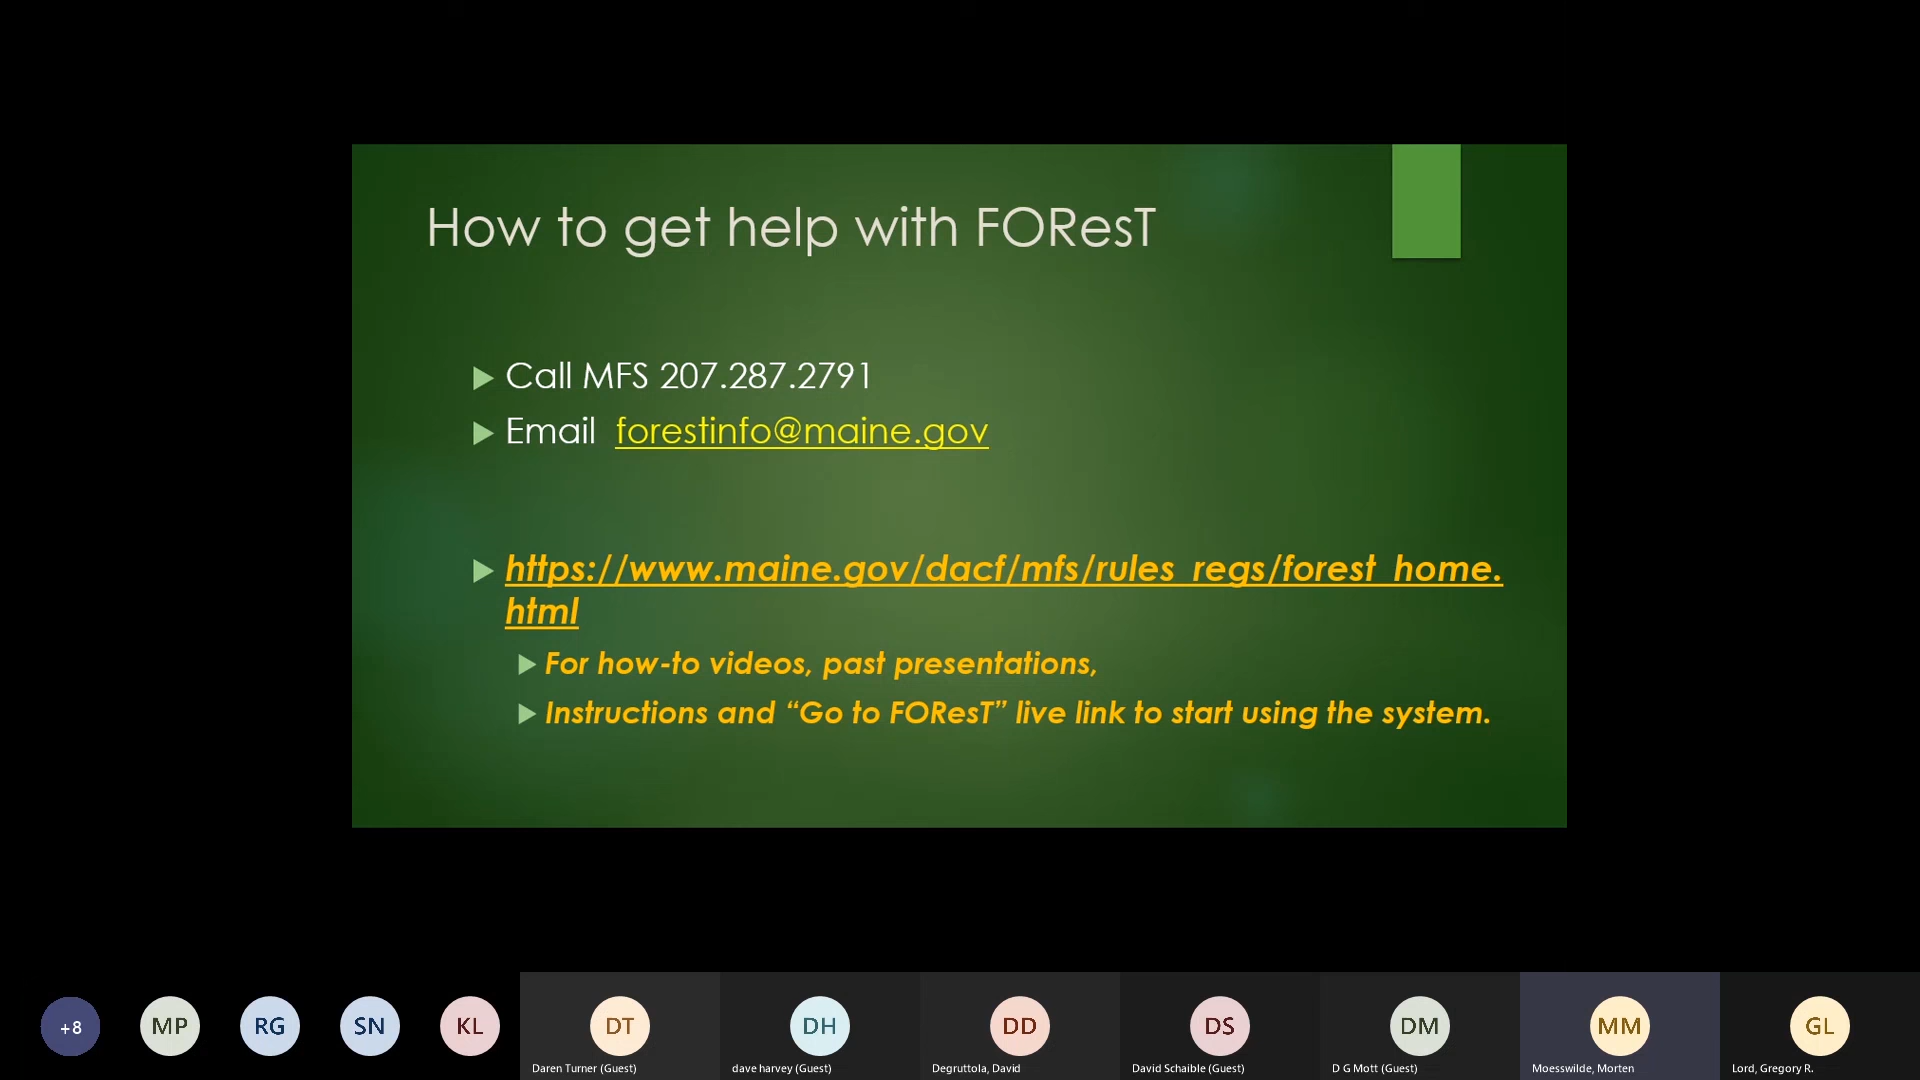 How to get help with FOResT
Call MFS 207.287.2791
Email forestinfo@maine.gov
https://www.maine.gov/dacf/mfs/rules_regs/forest_home.
html
For how-to videos, past presentations,
Instructions and “Go to FOResT” live link to start using the system.
+8 MP RG SN KL DT DH DD DS DM MM GL
Daren Turner (Guest) dave harvey (Guest) Degruttola, David David Schaible (Guest) D G Mott (Guest) Moesswilde, Morten Lord, Gregory R.